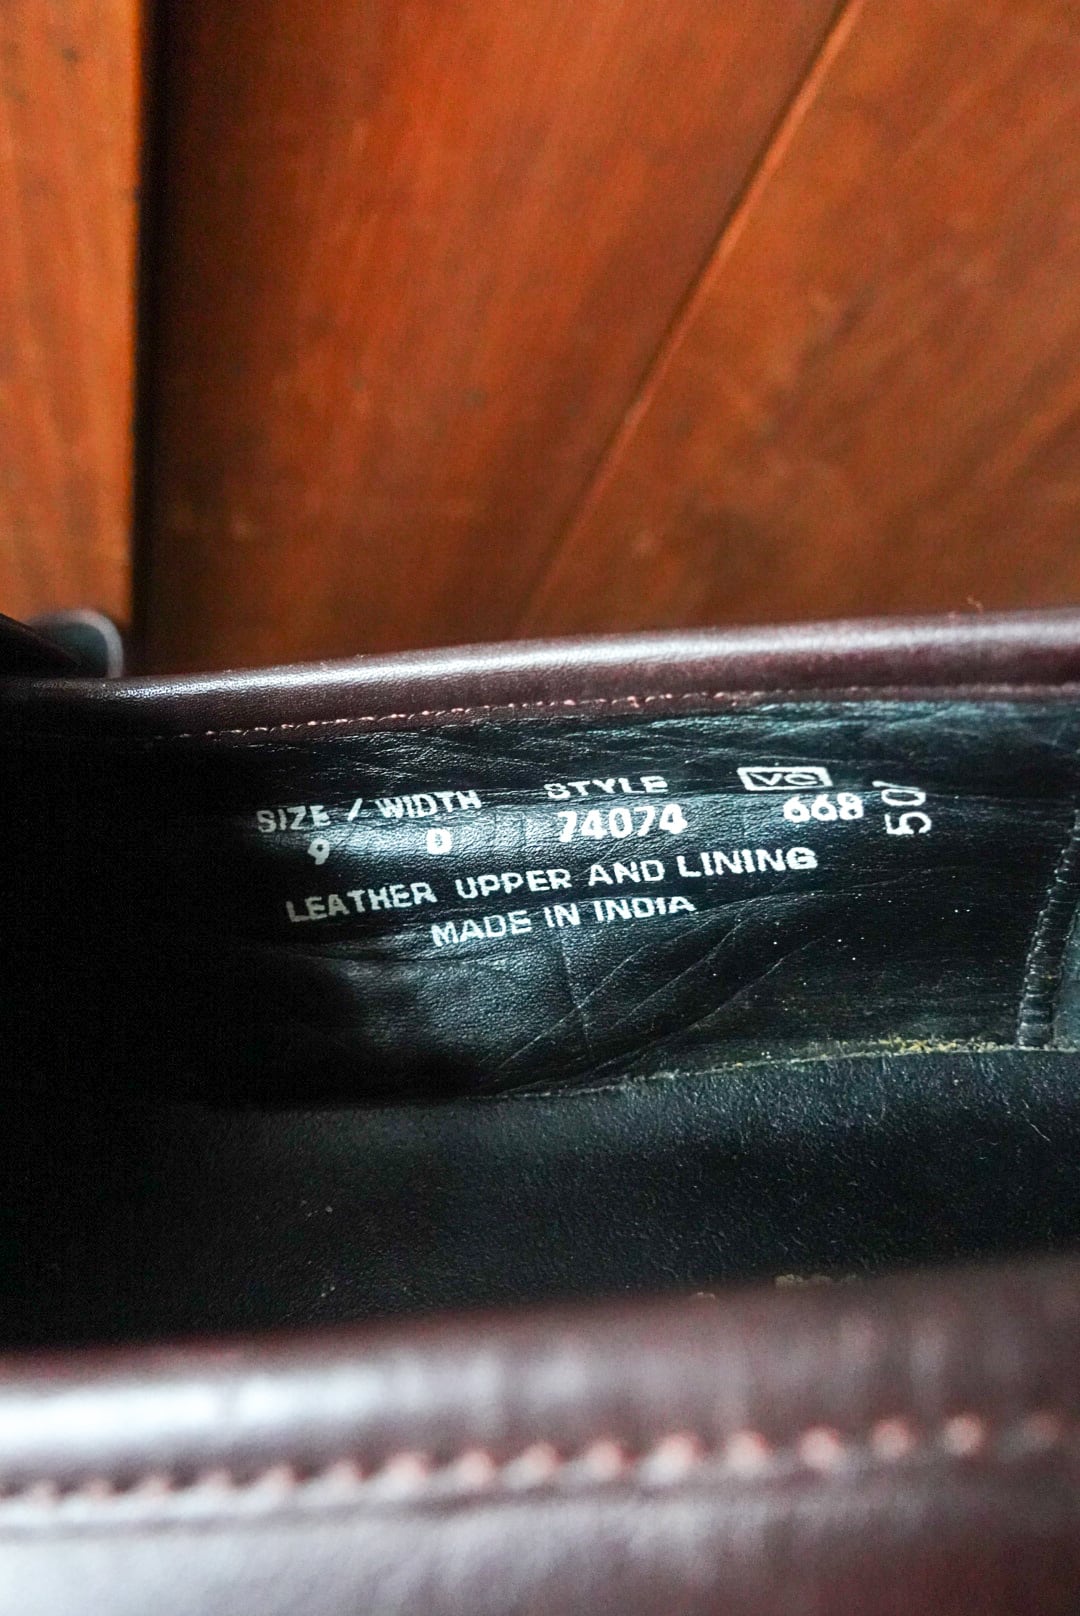 SIZE / WIDTH STYLE VC
9 D 74074 668 50/
LEATHER UPPER AND LINING
MADE IN INDIA